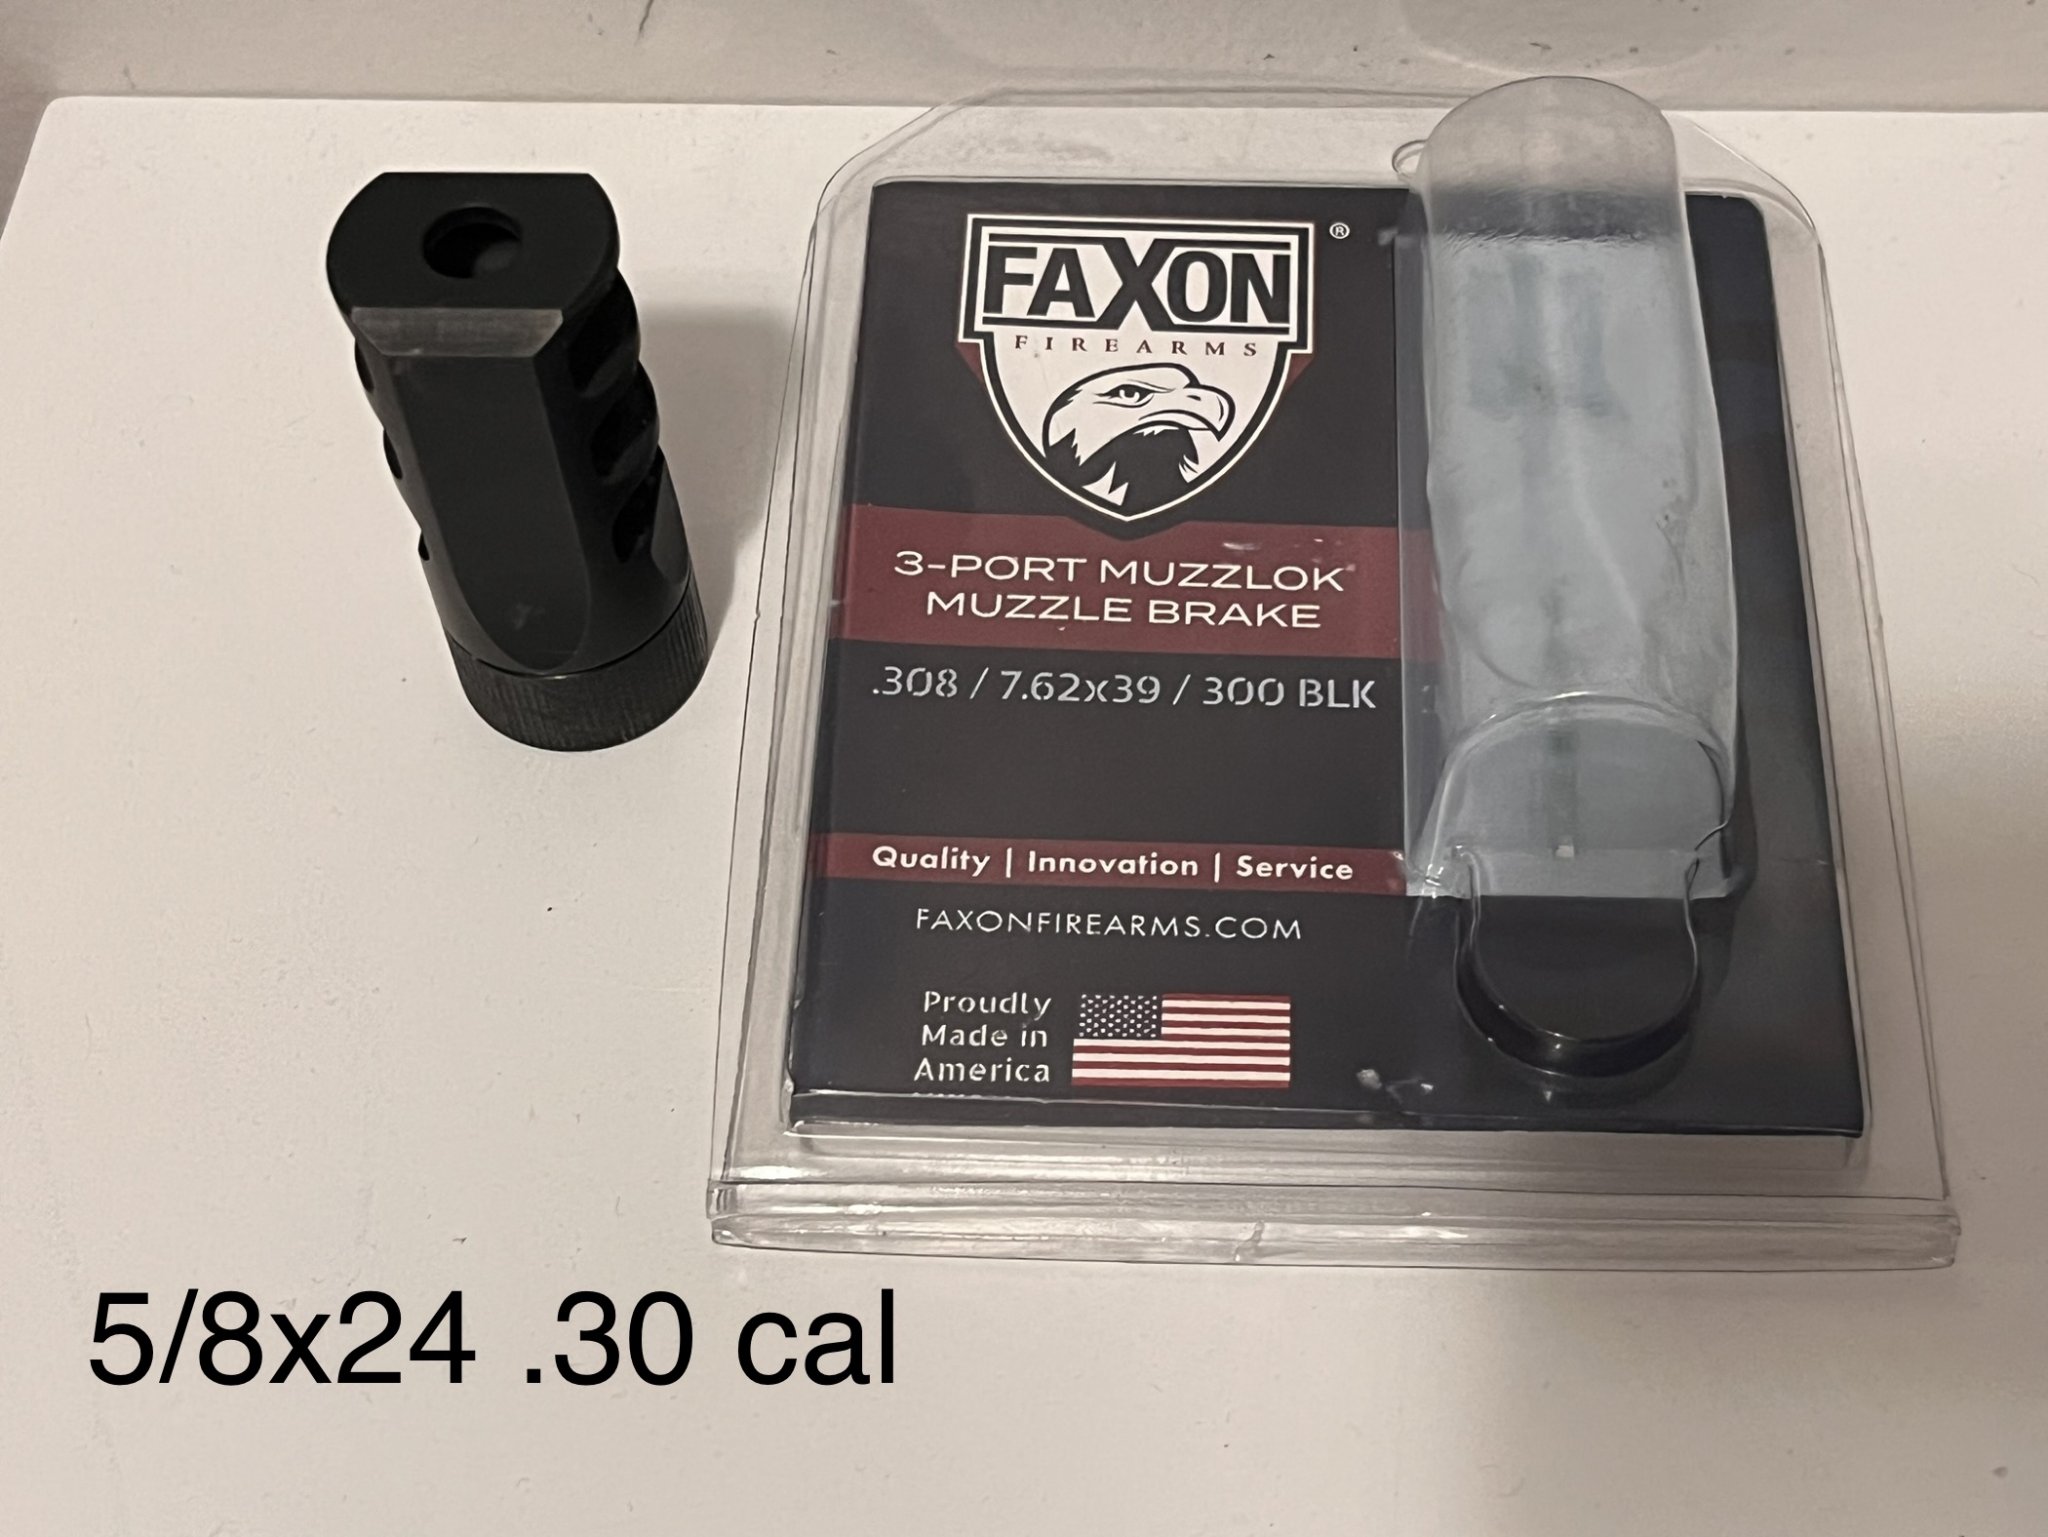 FAXON
®
FIREARMS
3-PORT MUZZLOK
MUZZLE BRAKE
.308 / 7.62x39 / 300 BLK
Quality | Innovation | Service
FAXONFIREARMS.COM
Proudly
Made in
America
5/8x24 .30 cal